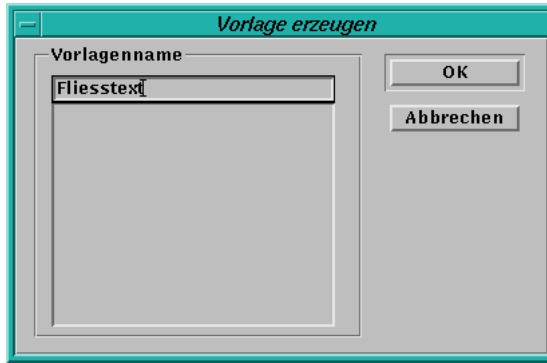 Vorlage erzeugen
Vorlagenname
Fliesstext
OK
Abbrechen